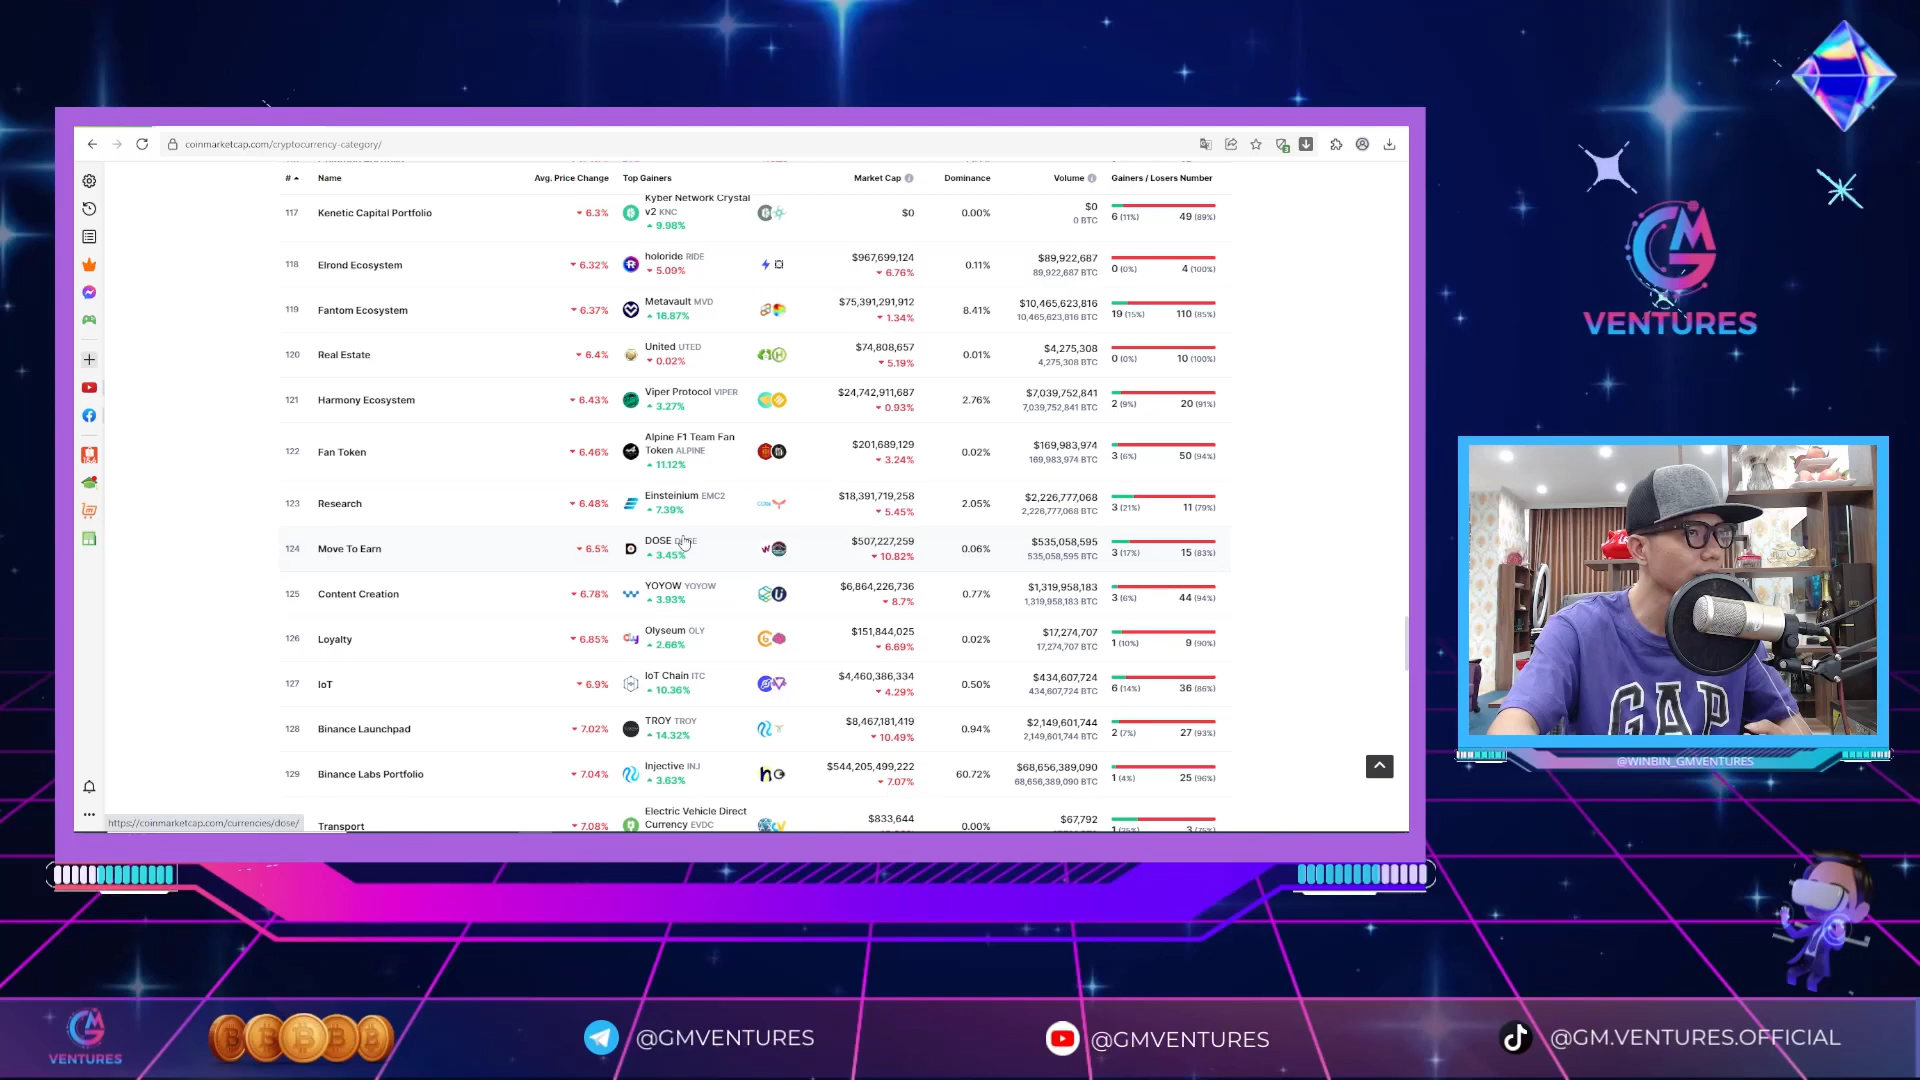 coinmarketcap.com/cryptocurrency-category/
# Name Avg. Price Change Top Gainers Market Cap Dominance Volume Gainers / Losers Number
117 Kenetic Capital Portfolio 6.3% Kyber Network Crystal v2 KNC 9.98% $0 0.00% $0 0 BTC 6 (11%) 49 (89%)
118 Elrond Ecosystem 6.32% holoride RIDE 5.09% $967,699,124 6.76% 0.11% $89,922,687 89,922,687 BTC 0 (0%) 4 (100%)
119 Fantom Ecosystem 6.37% Metavault MVD 16.87% $75,391,291,912 1.34% 8.41% $10,465,623,816 10,465,623,816 BTC 19 (15%) 110 (85%)
120 Real Estate 6.4% United UTED 0.02% $74,808,657 5.19% 0.01% $4,275,308 4,275,308 BTC 0 (0%) 10 (100%)
121 Harmony Ecosystem 6.43% Viper Protocol VIPER 3.27% $24,742,911,687 0.93% 2.76% $7,039,752,841 7,039,752,841 BTC 2 (9%) 20 (91%)
122 Fan Token 6.46% Alpine F1 Team Fan Token ALPINE 11.12% $201,689,129 3.24% 0.02% $169,983,974 169,983,974 BTC 3 (6%) 50 (94%)
123 Research 6.48% Einsteinium EMC2 7.39% $18,391,719,258 5.45% 2.05% $2,226,777,068 2,226,777,068 BTC 3 (21%) 11 (79%)
124 Move To Earn 6.5% DOSE 3.45% $507,227,259 10.82% 0.06% $535,058,595 535,058,595 BTC 3 (17%) 15 (83%)
125 Content Creation 6.78% YOYOW YOYOW 3.93% $6,864,226,736 8.7% 0.77% $1,319,958,183 1,319,958,183 BTC 3 (6%) 44 (94%)
126 Loyalty 6.85% Olyseum OLY 2.66% $151,844,025 6.69% 0.02% $17,274,707 17,274,707 BTC 1 (10%) 9 (90%)
127 IoT 6.9% IoT Chain ITC 10.36% $4,460,386,334 4.29% 0.50% $434,607,724 434,607,724 BTC 6 (14%) 36 (86%)
128 Binance Launchpad 7.02% TROY TROY 14.32% $8,467,181,419 10.49% 0.94% $2,149,601,744 2,149,601,744 BTC 2 (7%) 27 (93%)
129 Binance Labs Portfolio 7.04% Injective INJ 3.63% $544,205,499,222 7.07% 60.72% $68,656,389,090 68,656,389,090 BTC 1 (4%) 25 (96%)
Transport 7.08% Electric Vehicle Direct Currency EVDC $833,644 0.00% $67,792
https://coinmarketcap.com/currencies/dose/
GM
VENTURES
GAP
@WINBIN_GMVENTURES
GM
VENTURES
@GMVENTURES
@GMVENTURES
@GM.VENTURES.OFFICIAL